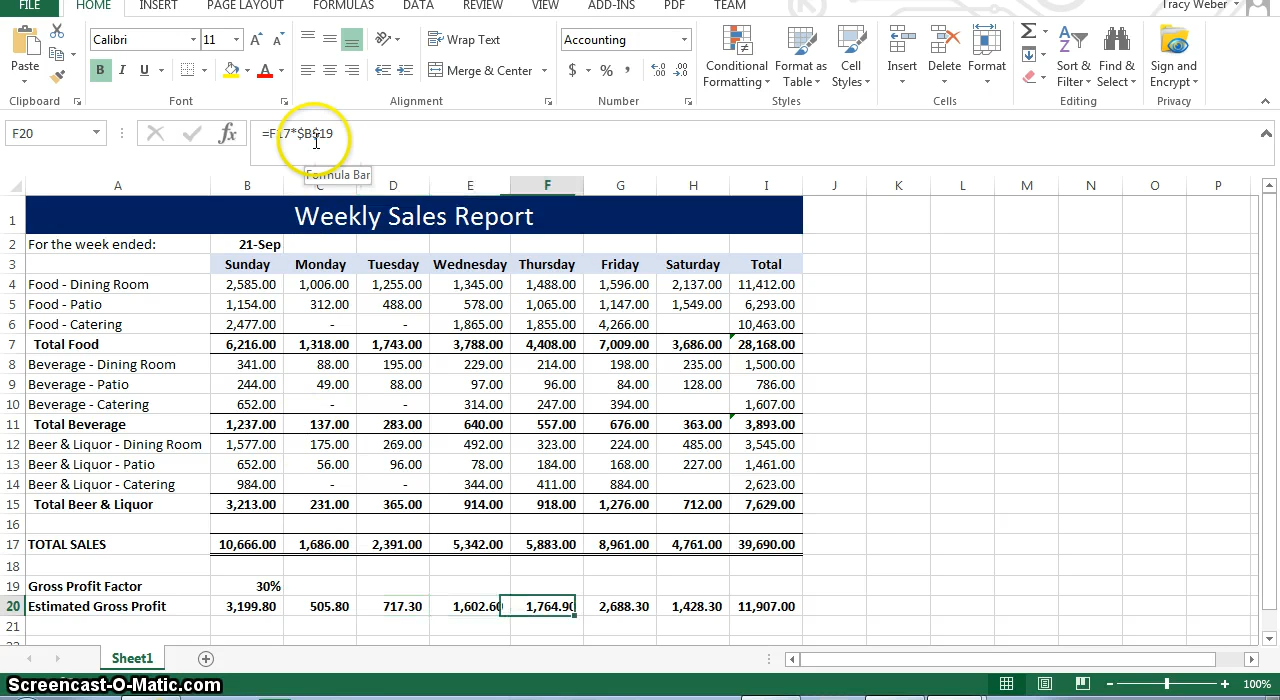 FILE HOME INSERT PAGE LAYOUT FORMULAS DATA REVIEW VIEW ADD-INS PDF TEAM Tracy Weber
Calibri 11 A A Wrap Text Accounting
Paste B I U A Merge & Center $ % , Conditional Formatting Format as Table Cell Styles Insert Delete Format Sort & Filter Find & Select Sign and Encrypt
Clipboard Font Alignment Number Styles Cells Editing Privacy
F20 fx =F17*$B$19
Formula Bar
A B C D E F G H I J K L M N O P
1 Weekly Sales Report
2 For the week ended: 21-Sep
3 Sunday Monday Tuesday Wednesday Thursday Friday Saturday Total
4 Food - Dining Room 2,585.00 1,006.00 1,255.00 1,345.00 1,488.00 1,596.00 2,137.00 11,412.00
5 Food - Patio 1,154.00 312.00 488.00 578.00 1,065.00 1,147.00 1,549.00 6,293.00
6 Food - Catering 2,477.00 - - 1,865.00 1,855.00 4,266.00 10,463.00
7 Total Food 6,216.00 1,318.00 1,743.00 3,788.00 4,408.00 7,009.00 3,686.00 28,168.00
8 Beverage - Dining Room 341.00 88.00 195.00 229.00 214.00 198.00 235.00 1,500.00
9 Beverage - Patio 244.00 49.00 88.00 97.00 96.00 84.00 128.00 786.00
10 Beverage - Catering 652.00 - - 314.00 247.00 394.00 1,607.00
11 Total Beverage 1,237.00 137.00 283.00 640.00 557.00 676.00 363.00 3,893.00
12 Beer & Liquor - Dining Room 1,577.00 175.00 269.00 492.00 323.00 224.00 485.00 3,545.00
13 Beer & Liquor - Patio 652.00 56.00 96.00 78.00 184.00 168.00 227.00 1,461.00
14 Beer & Liquor - Catering 984.00 - - 344.00 411.00 884.00 2,623.00
15 Total Beer & Liquor 3,213.00 231.00 365.00 914.00 918.00 1,276.00 712.00 7,629.00
16
17 TOTAL SALES 10,666.00 1,686.00 2,391.00 5,342.00 5,883.00 8,961.00 4,761.00 39,690.00
18
19 Gross Profit Factor 30%
20 Estimated Gross Profit 3,199.80 505.80 717.30 1,602.60 1,764.90 2,688.30 1,428.30 11,907.00
21
Sheet1
Screencast-O-Matic.com 100%